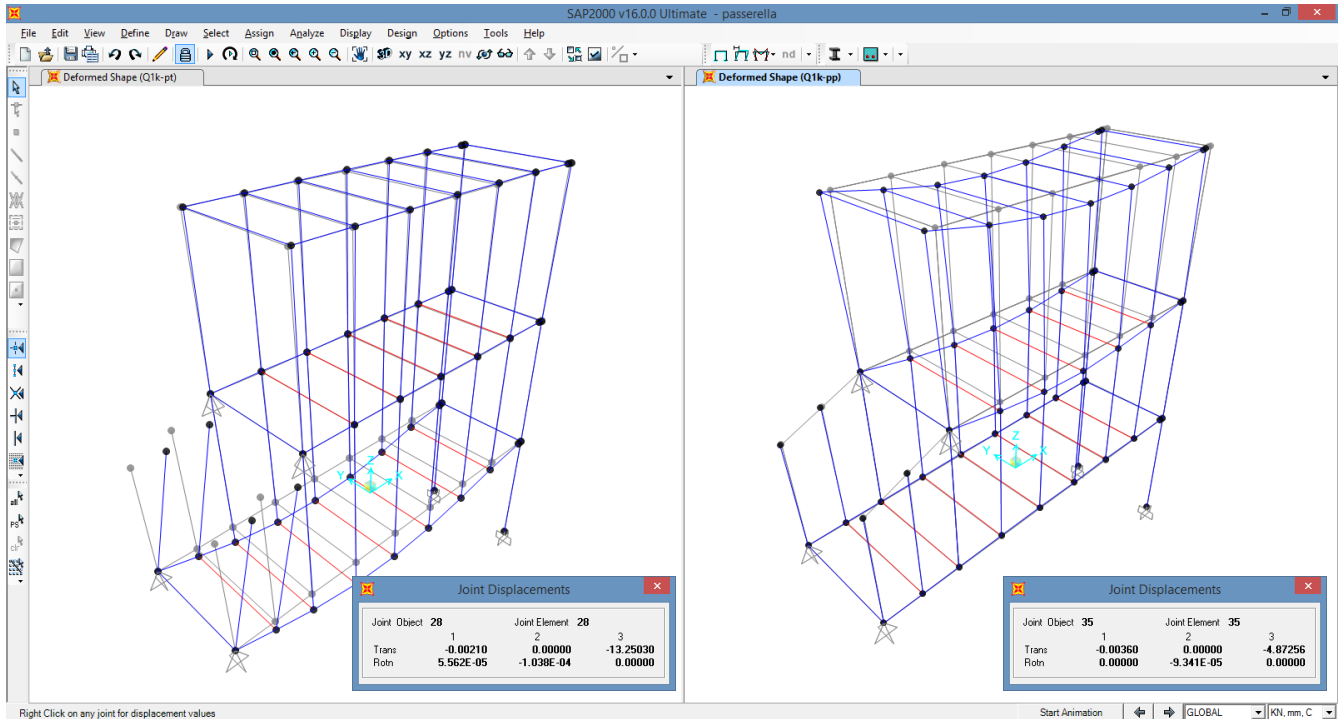 SAP2000 v16.0.0 Ultimate - passerella
File Edit View Define Draw Select Assign Analyze Display Design Options Tools Help
3D xy xz yz nv nd
Deformed Shape (Q1k-pt)
Deformed Shape (Q1k-pp)
Z
Y X
Z
Y X
all
PS
clr
Joint Displacements
Joint Object 28 Joint Element 28
1 2 3
Trans -0.00210 0.00000 -13.25030
Rotn 5.562E-05 -1.038E-04 0.00000
Joint Displacements
Joint Object 35 Joint Element 35
1 2 3
Trans -0.00360 0.00000 -4.87256
Rotn 0.00000 -9.341E-05 0.00000
Right Click on any joint for displacement values
Start Animation GLOBAL KN, mm, C